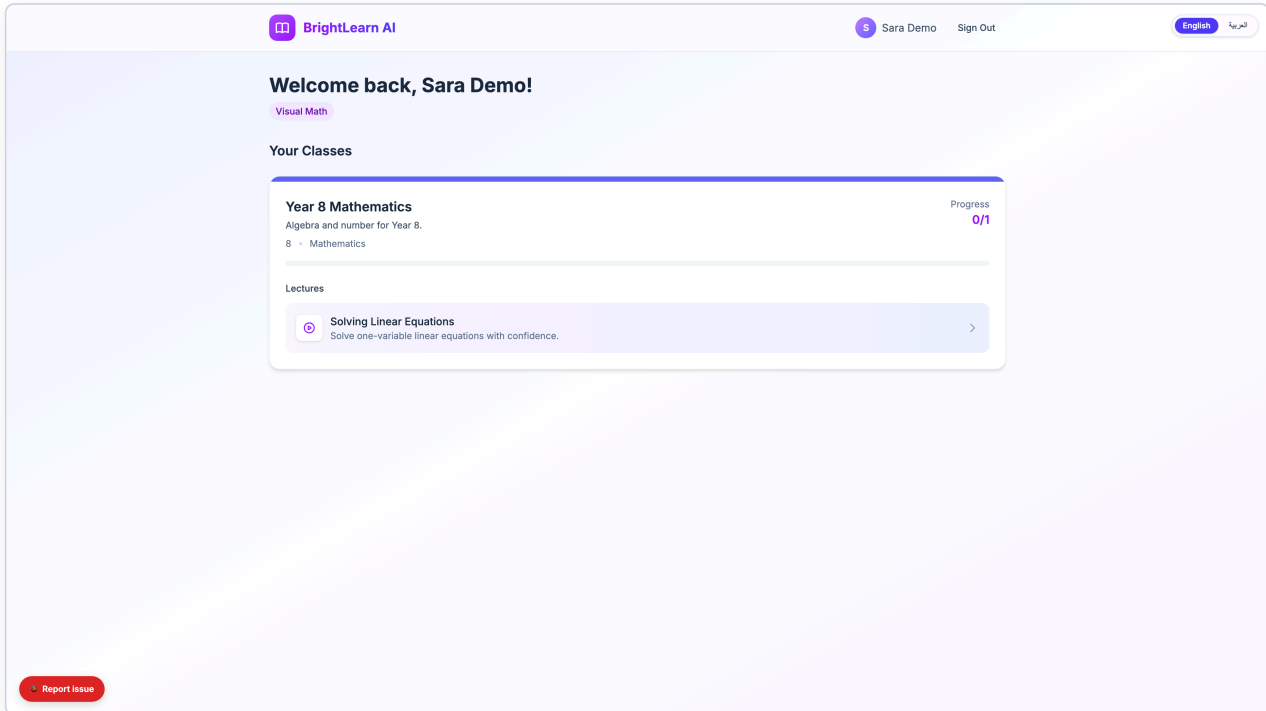 BrightLearn AI
S
Sara Demo
Sign Out
English
العربية
Welcome back, Sara Demo!
Visual Math
Your Classes
Year 8 Mathematics
Progress
Algebra and number for Year 8.
0/1
8 • Mathematics
Lectures
Solving Linear Equations
Solve one-variable linear equations with confidence.
Report issue